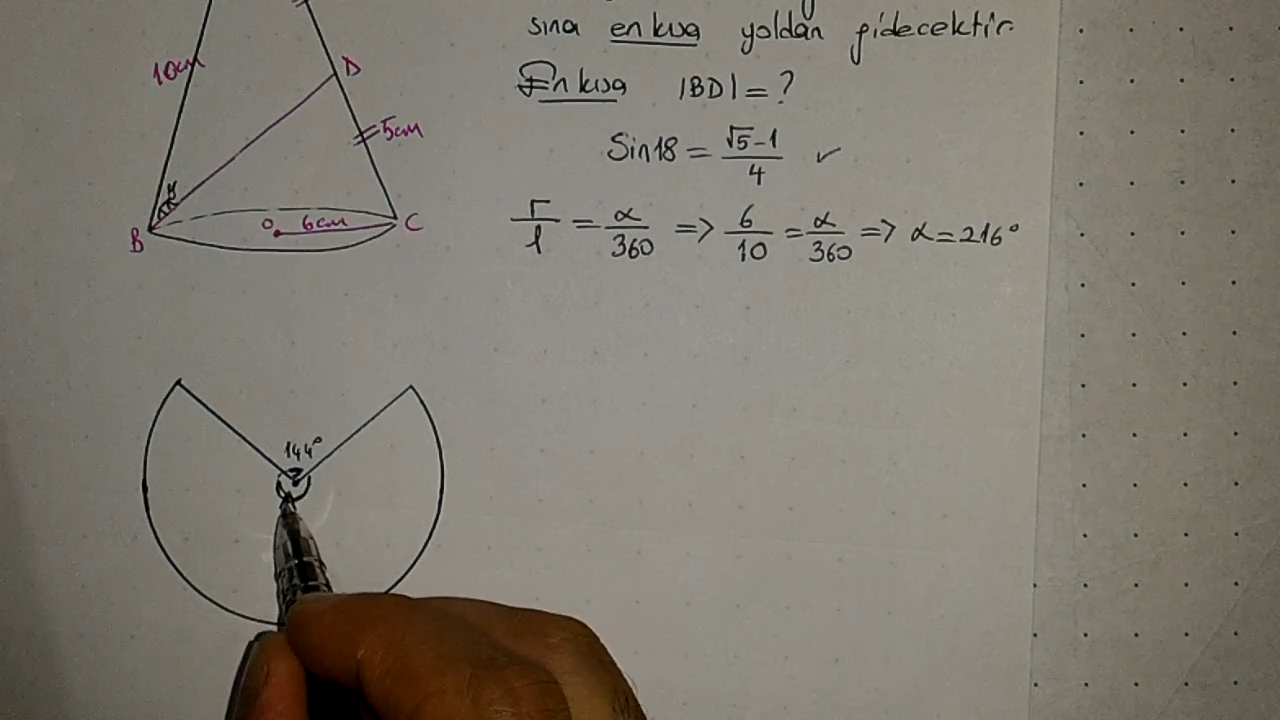 sına en kısa yoldan gidecektir.
10cm
D
En kısa |BD| = ?
5cm
Sin18 = √5-1 / 4 ✓
r/l = α/360 => 6/10 = α/360 => α = 216°
B
O 6cm C
144°